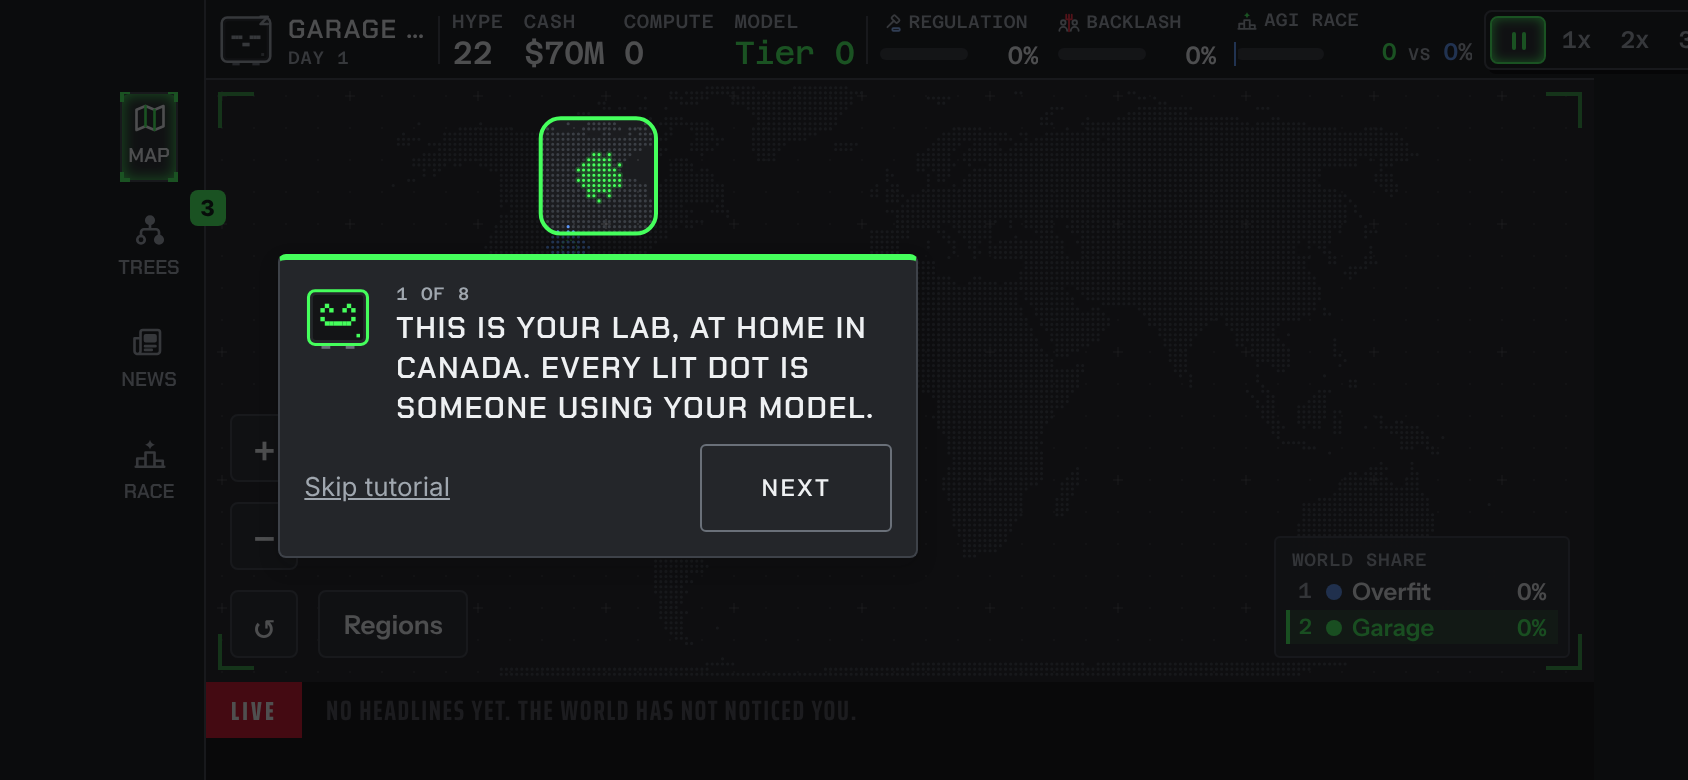 GARAGE ...
DAY 1
HYPE
22
CASH
$70M
COMPUTE
0
MODEL
Tier 0
REGULATION
0%
BACKLASH
0%
AGI RACE
0 VS 0%
1x
2x
MAP
3
TREES
NEWS
RACE
1 OF 8
THIS IS YOUR LAB, AT HOME IN
CANADA. EVERY LIT DOT IS
SOMEONE USING YOUR MODEL.
Skip tutorial
NEXT
+
−
↺
Regions
WORLD SHARE
1 Overfit 0%
2 Garage 0%
LIVE
NO HEADLINES YET. THE WORLD HAS NOT NOTICED YOU.